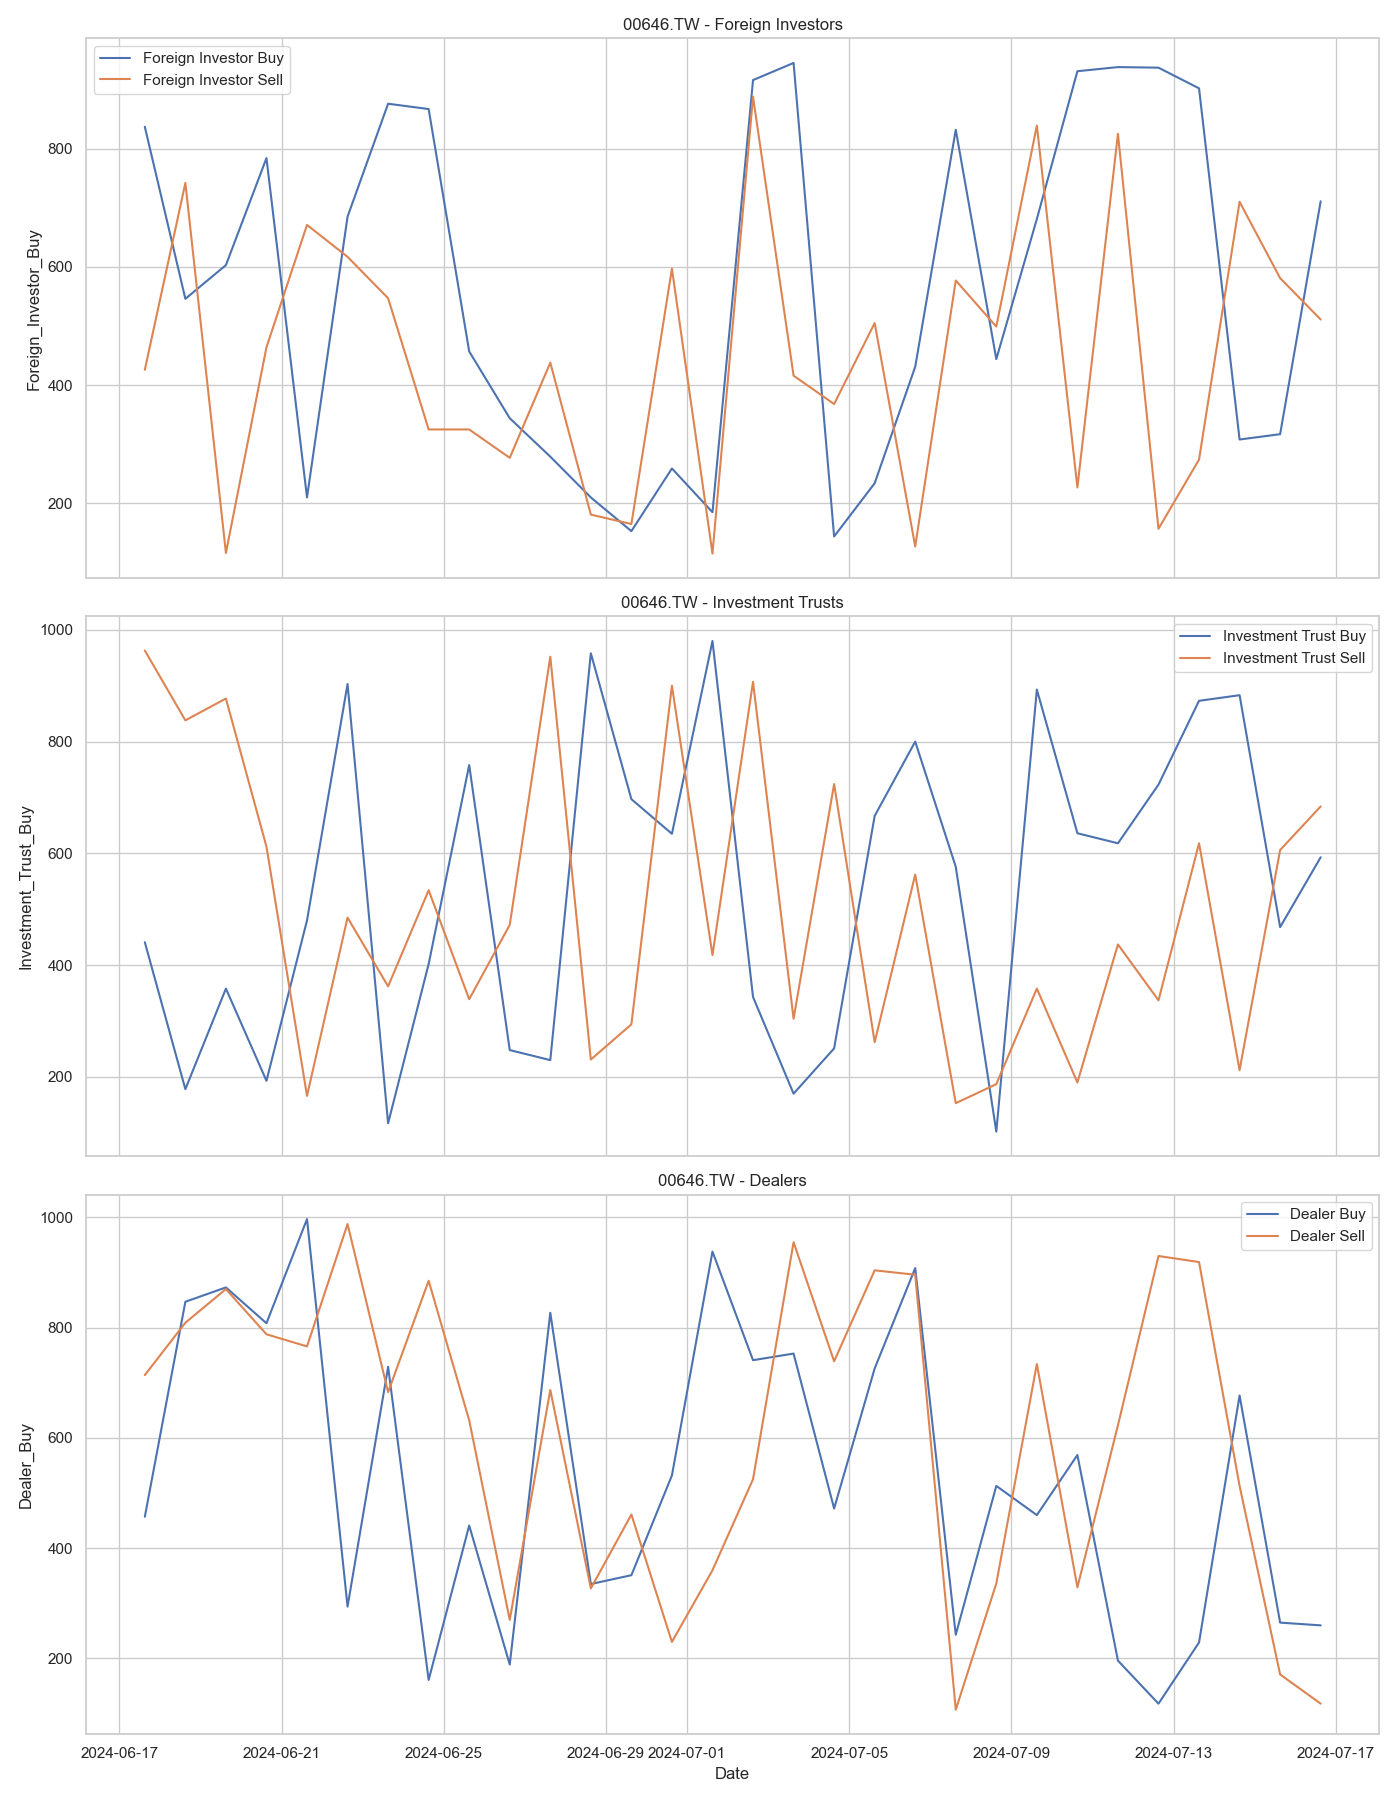 00646.TW - Foreign Investors
Foreign Investor Buy
Foreign Investor Sell
Foreign_Investor_Buy
800
600
400
200
00646.TW - Investment Trusts
Investment Trust Buy
Investment Trust Sell
Investment_Trust_Buy
1000
800
600
400
200
00646.TW - Dealers
Dealer Buy
Dealer Sell
Dealer_Buy
1000
800
600
400
200
2024-06-17 2024-06-21 2024-06-25 2024-06-29 2024-07-01 2024-07-05 2024-07-09 2024-07-13 2024-07-17
Date